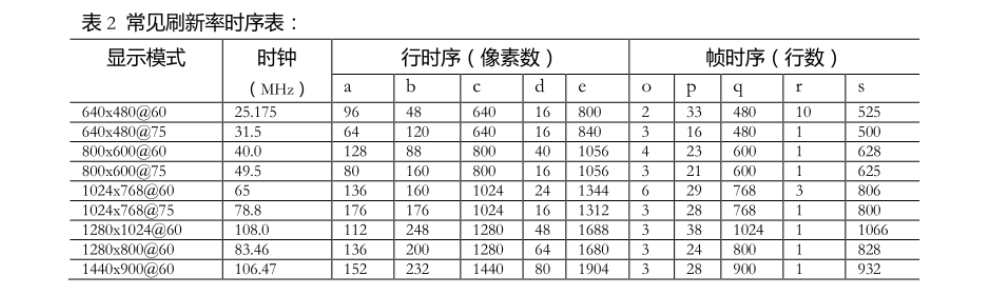 表 2 常见刷新率时序表：
显示模式 时钟 行时序（像素数） 帧时序（行数）
（MHz） a b c d e o p q r s
640x480@60 25.175 96 48 640 16 800 2 33 480 10 525
640x480@75 31.5 64 120 640 16 840 3 16 480 1 500
800x600@60 40.0 128 88 800 40 1056 4 23 600 1 628
800x600@75 49.5 80 160 800 16 1056 3 21 600 1 625
1024x768@60 65 136 160 1024 24 1344 6 29 768 3 806
1024x768@75 78.8 176 176 1024 16 1312 3 28 768 1 800
1280x1024@60 108.0 112 248 1280 48 1688 3 38 1024 1 1066
1280x800@60 83.46 136 200 1280 64 1680 3 24 800 1 828
1440x900@60 106.47 152 232 1440 80 1904 3 28 900 1 932